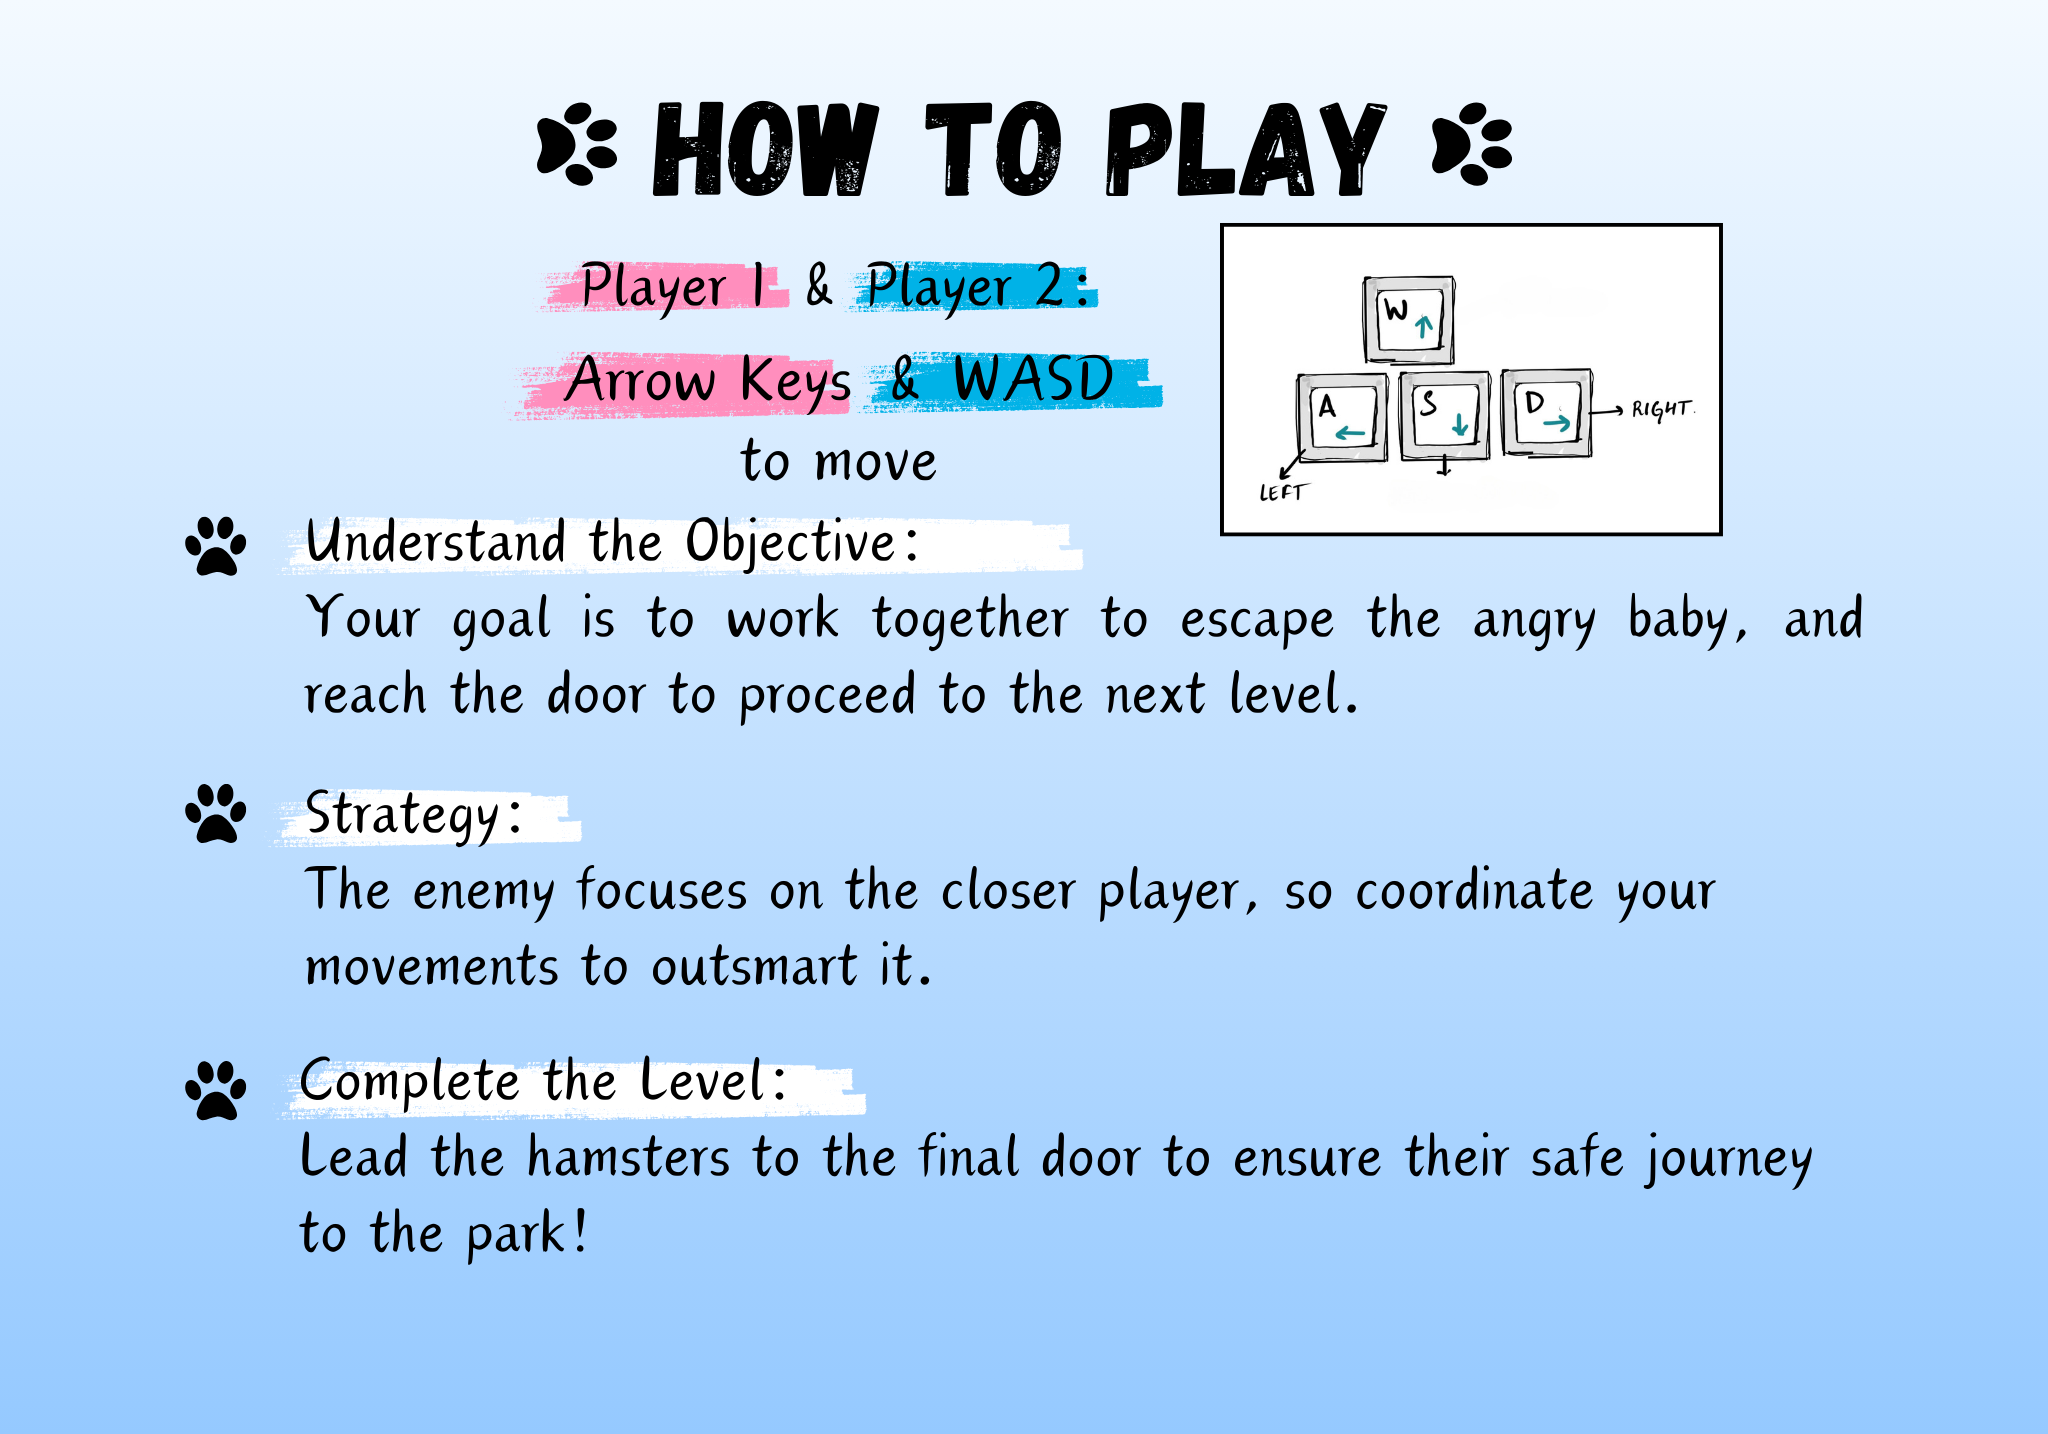 HOW TO PLAY
Player 1 & Player 2:
Arrow Keys & WASD
to move
W
A S D
RIGHT.
LEFT
Understand the Objective:
Your goal is to work together to escape the angry baby, and
reach the door to proceed to the next level.
Strategy:
The enemy focuses on the closer player, so coordinate your
movements to outsmart it.
Complete the Level:
Lead the hamsters to the final door to ensure their safe journey
to the park!